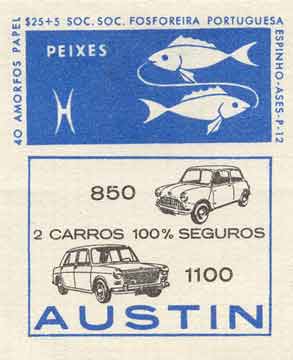 40 AMORFOS PAPEL
$25+5 SOC. SOC. FOSFOREIRA PORTUGUESA
ESPINHO-ASES-P-12
PEIXES
850
2 CARROS 100% SEGUROS
1100
AUSTIN